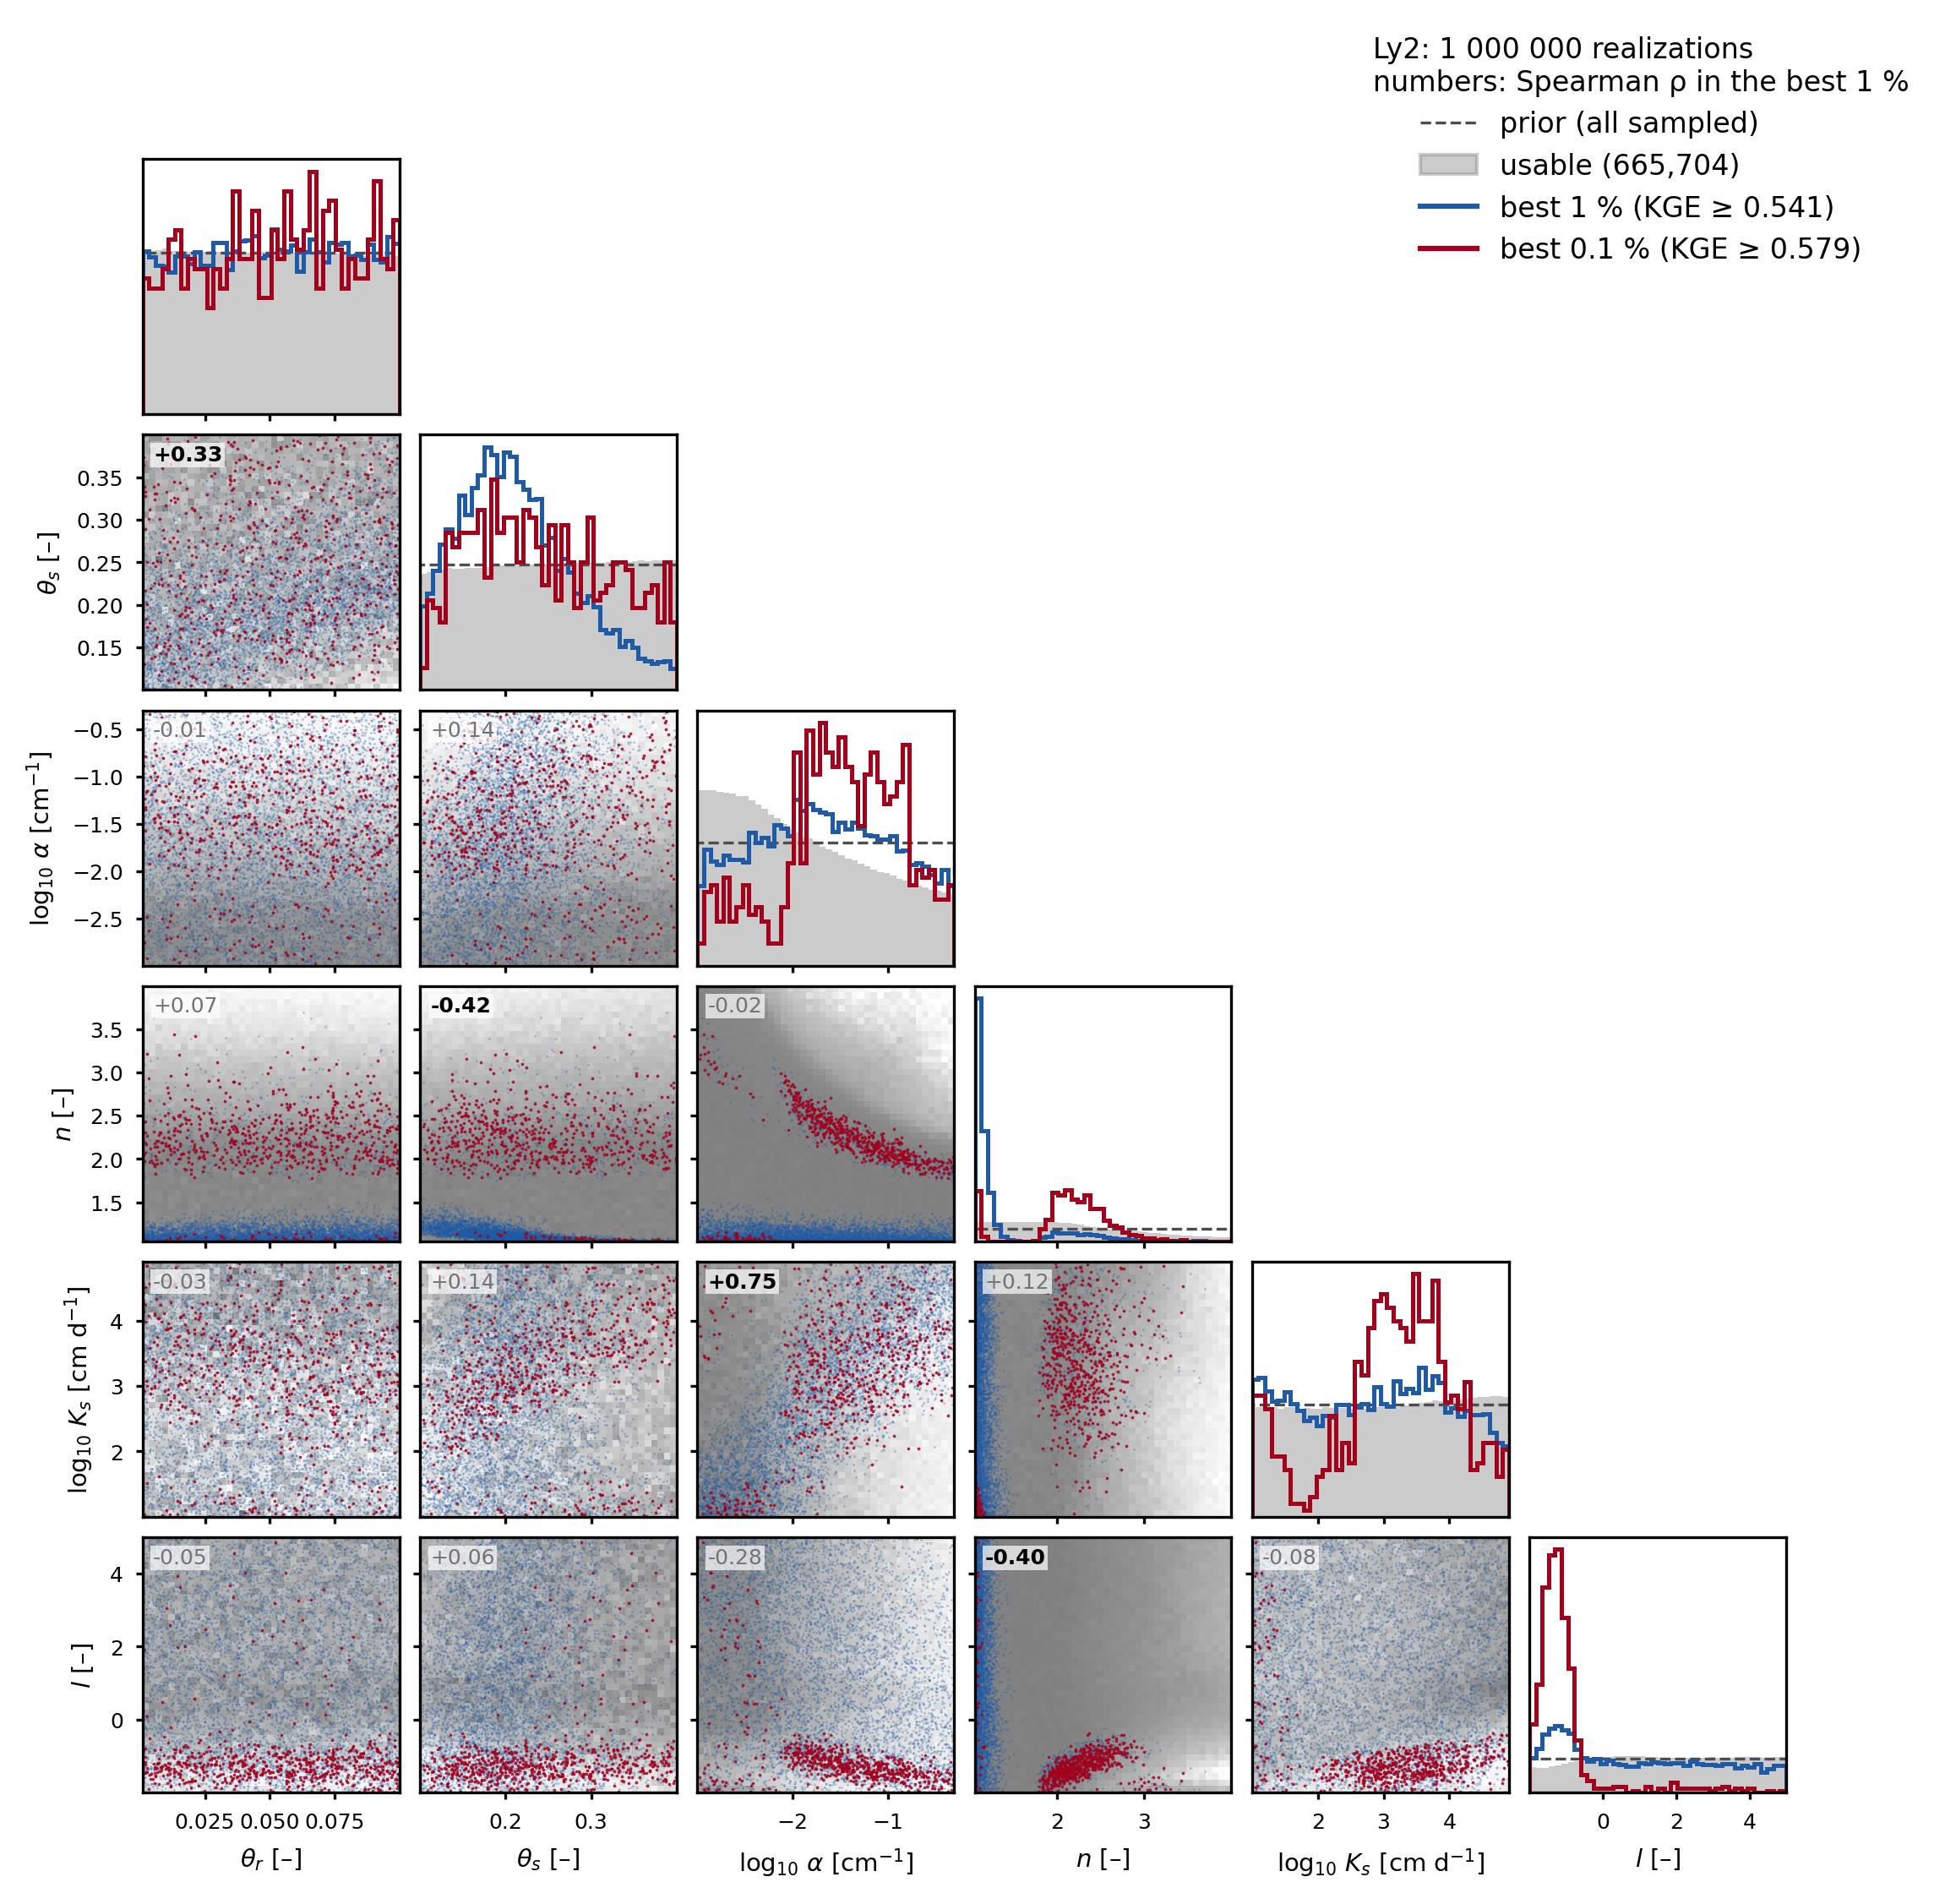 Ly2: 1 000 000 realizations
numbers: Spearman ρ in the best 1 %
prior (all sampled)
usable (665,704)
best 1 % (KGE ≥ 0.541)
best 0.1 % (KGE ≥ 0.579)
+0.33
0.35
0.30
0.25
0.20
0.15
θₛ [–]
-0.01
+0.14
−0.5
−1.0
−1.5
−2.0
−2.5
log₁₀ α [cm⁻¹]
+0.07
-0.42
-0.02
3.5
3.0
2.5
2.0
1.5
n [–]
-0.03
+0.14
+0.75
+0.12
4
3
2
log₁₀ Kₛ [cm d⁻¹]
-0.05
+0.06
-0.28
-0.40
-0.08
4
2
0
l [–]
0.025 0.050 0.075 0.2 0.3 −2 −1 2 3 2 3 4 0 2 4
θᵣ [–] θₛ [–] log₁₀ α [cm⁻¹] n [–] log₁₀ Kₛ [cm d⁻¹] l [–]